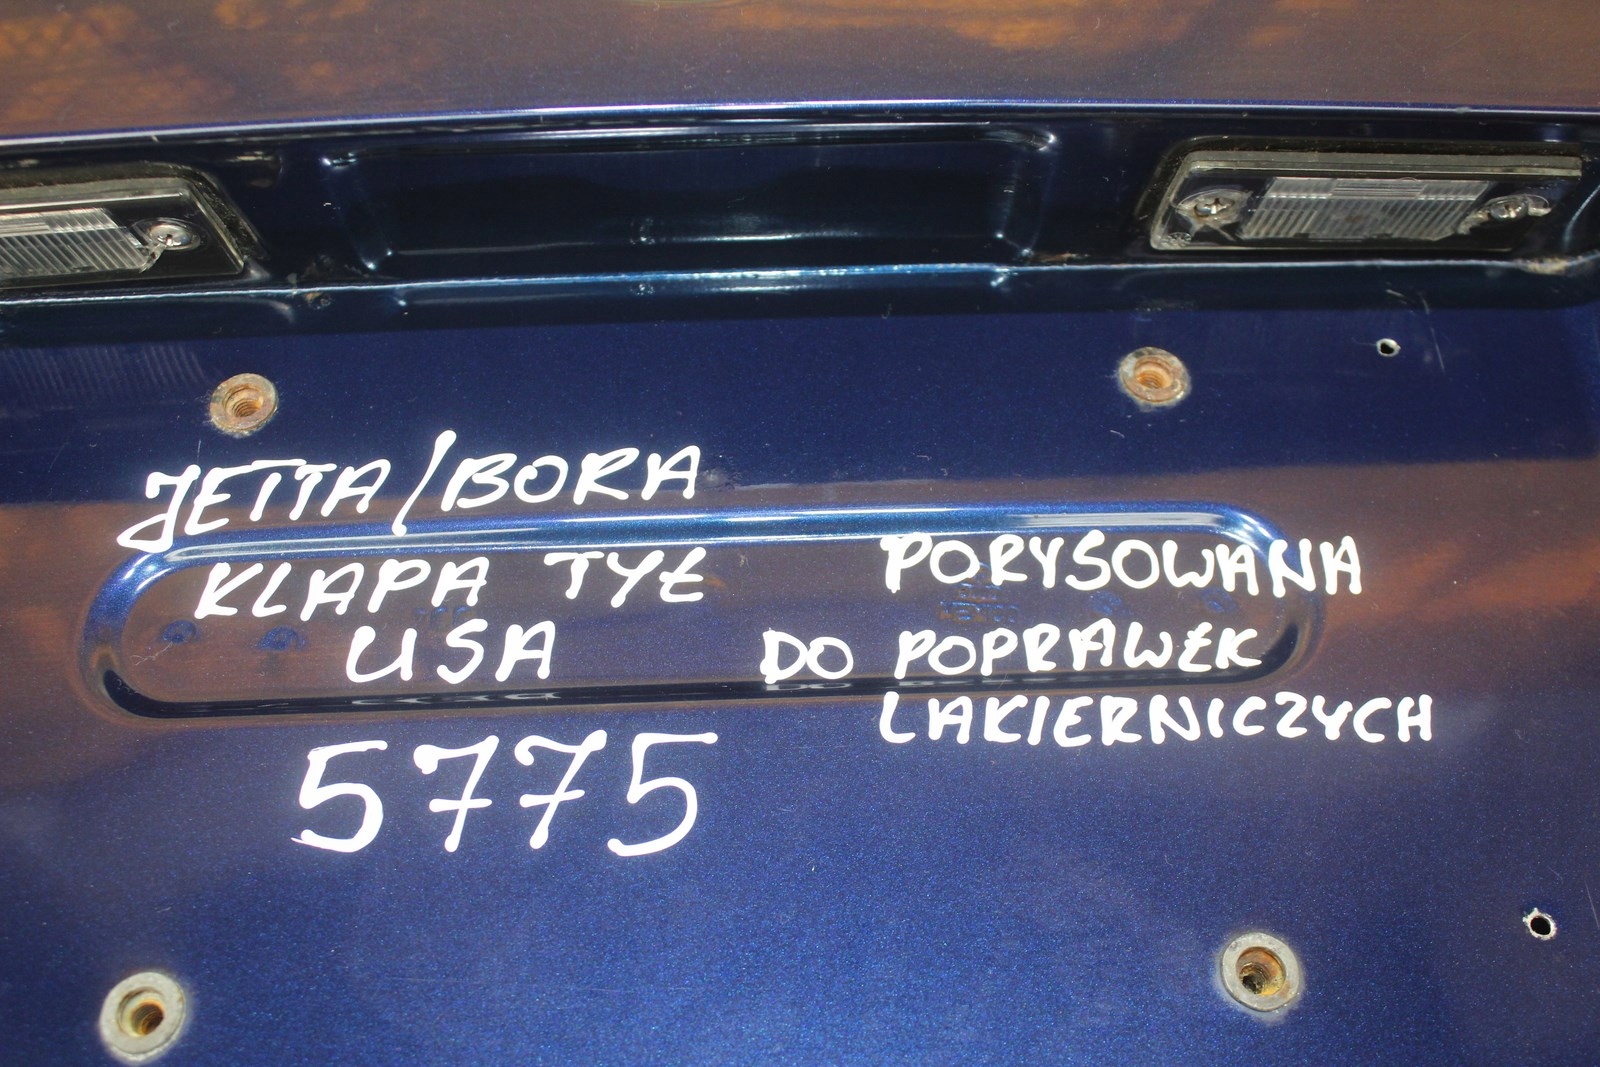 JETTA/BORA
KLAPA TYŁ
USA
5775
PORYSOWANA
DO POPRAWEK
LAKIERNICZYCH